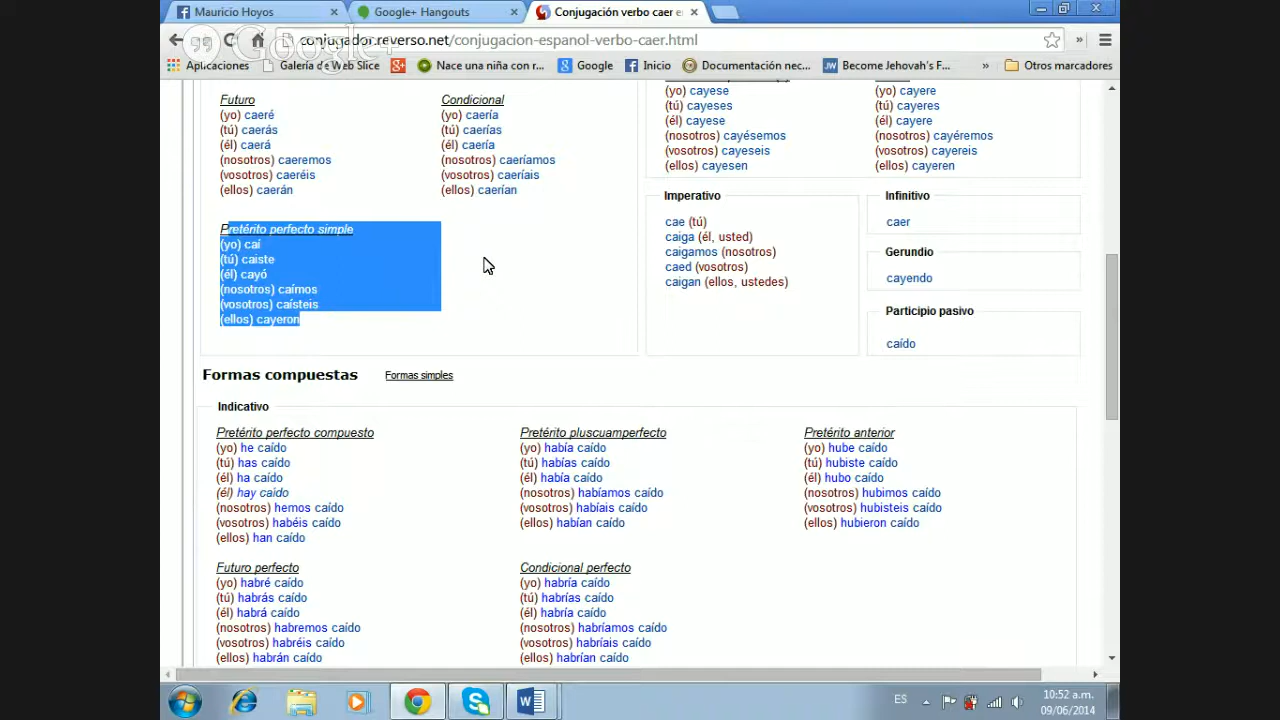 Mauricio Hoyos
Google+ Hangouts
Conjugación verbo caer e
conjugador.reverso.net/conjugacion-espanol-verbo-caer.html
Google+
Aplicaciones
Galería de Web Slice
Nace una niña con r...
Google
Inicio
Documentación nec...
Become Jehovah's F...
»
Otros marcadores
Futuro
(yo) caeré
(tú) caerás
(él) caerá
(nosotros) caeremos
(vosotros) caeréis
(ellos) caerán
Condicional
(yo) caería
(tú) caerías
(él) caería
(nosotros) caeríamos
(vosotros) caeríais
(ellos) caerían
(yo) cayese
(tú) cayeses
(él) cayese
(nosotros) cayésemos
(vosotros) cayeseis
(ellos) cayesen
(yo) cayere
(tú) cayeres
(él) cayere
(nosotros) cayéremos
(vosotros) cayereis
(ellos) cayeren
Pretérito perfecto simple
(yo) caí
(tú) caiste
(él) cayó
(nosotros) caímos
(vosotros) caísteis
(ellos) cayeron
Imperativo
cae (tú)
caiga (él, usted)
caigamos (nosotros)
caed (vosotros)
caigan (ellos, ustedes)
Infinitivo
caer
Gerundio
cayendo
Participio pasivo
caído
Formas compuestas
Formas simples
Indicativo
Pretérito perfecto compuesto
(yo) he caído
(tú) has caído
(él) ha caído
(él) hay caido
(nosotros) hemos caído
(vosotros) habéis caído
(ellos) han caído
Pretérito pluscuamperfecto
(yo) había caído
(tú) habías caído
(él) había caído
(nosotros) habíamos caído
(vosotros) habíais caído
(ellos) habían caído
Pretérito anterior
(yo) hube caído
(tú) hubiste caído
(él) hubo caído
(nosotros) hubimos caído
(vosotros) hubisteis caído
(ellos) hubieron caído
Futuro perfecto
(yo) habré caído
(tú) habrás caído
(él) habrá caído
(nosotros) habremos caído
(vosotros) habréis caído
(ellos) habrán caído
Condicional perfecto
(yo) habría caído
(tú) habrías caído
(él) habría caído
(nosotros) habríamos caído
(vosotros) habríais caído
(ellos) habrían caído
ES
10:52 a.m.
09/06/2014